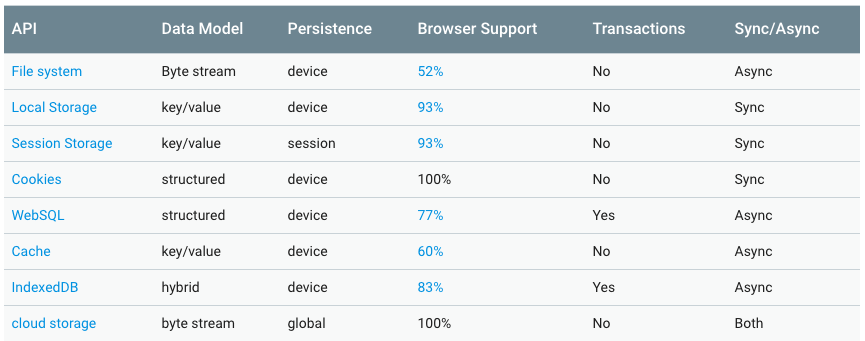 API Data Model Persistence Browser Support Transactions Sync/Async
File system Byte stream device 52% No Async
Local Storage key/value device 93% No Sync
Session Storage key/value session 93% No Sync
Cookies structured device 100% No Sync
WebSQL structured device 77% Yes Async
Cache key/value device 60% No Async
IndexedDB hybrid device 83% Yes Async
cloud storage byte stream global 100% No Both